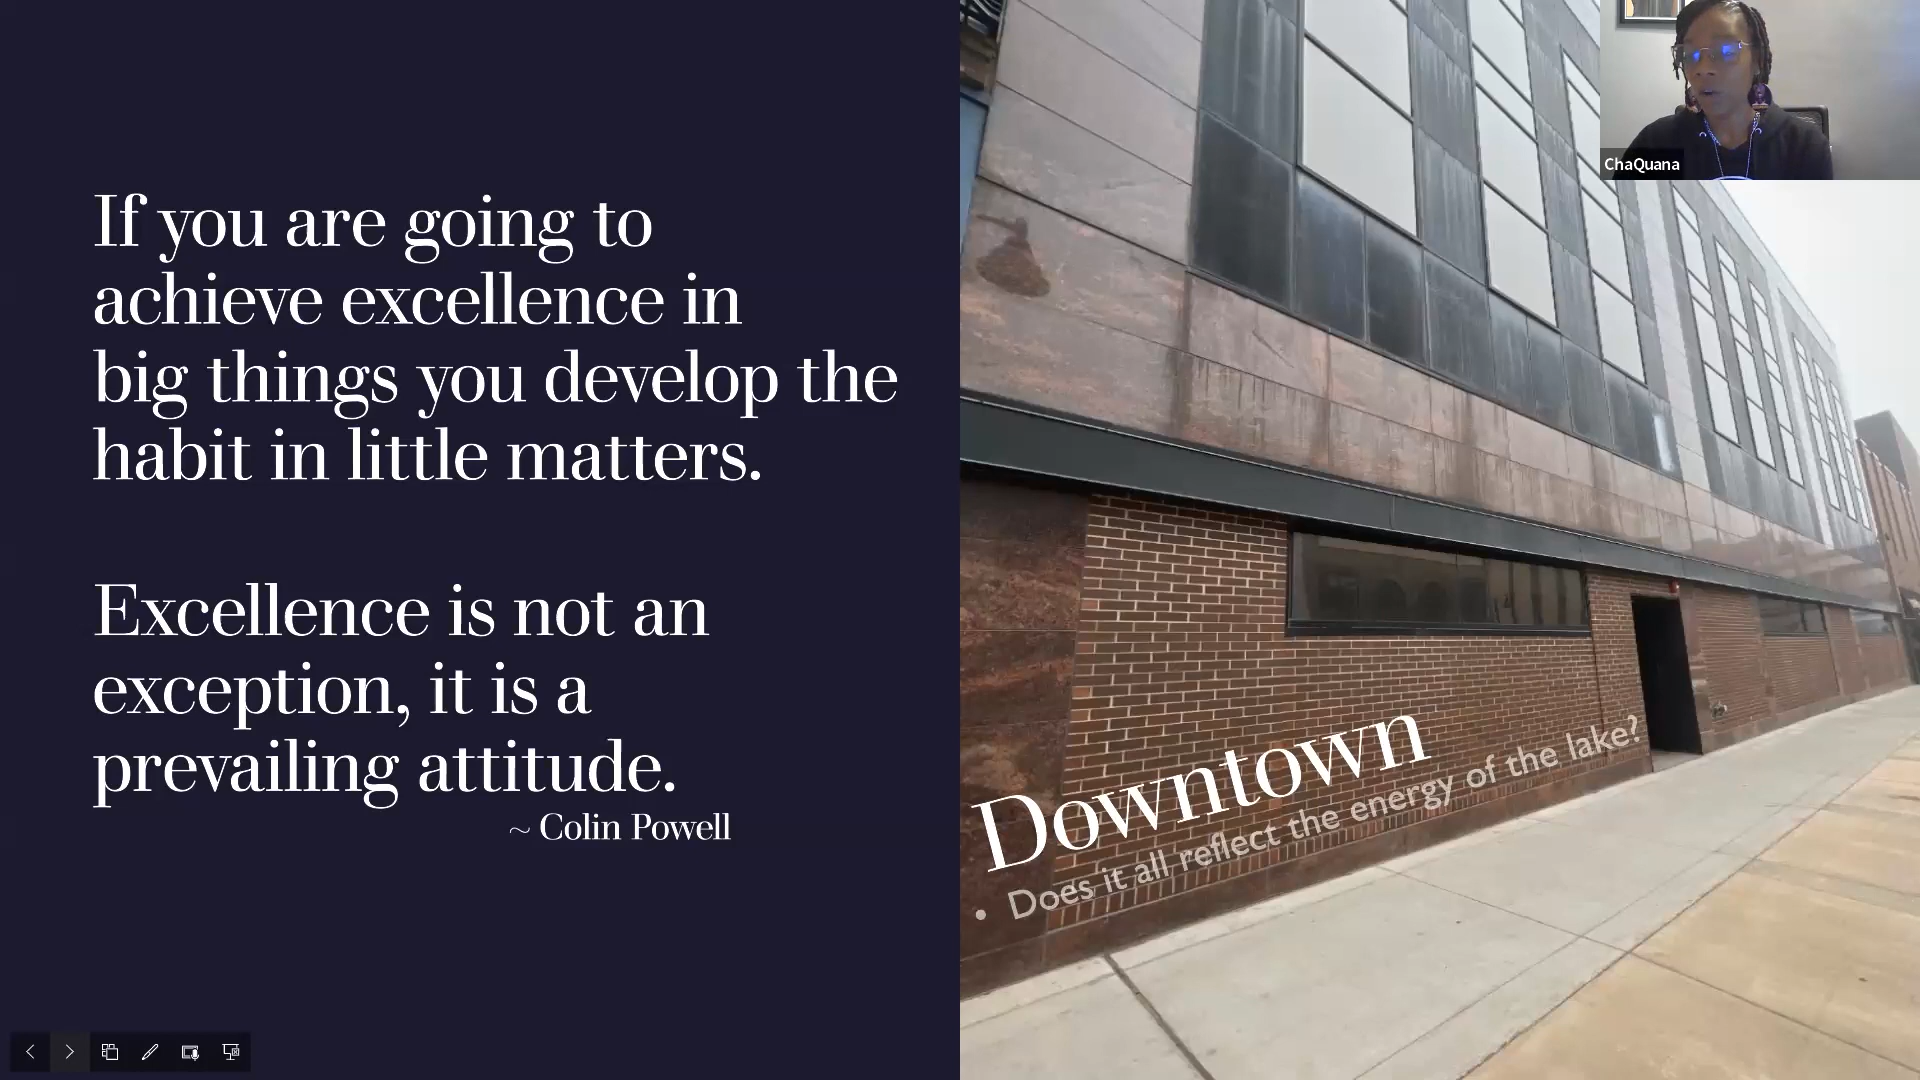 If you are going to
achieve excellence in
big things you develop the
habit in little matters.
Excellence is not an
exception, it is a
prevailing attitude.
~ Colin Powell
ChaQuana
Downtown
• Does it all reflect the energy of the lake?